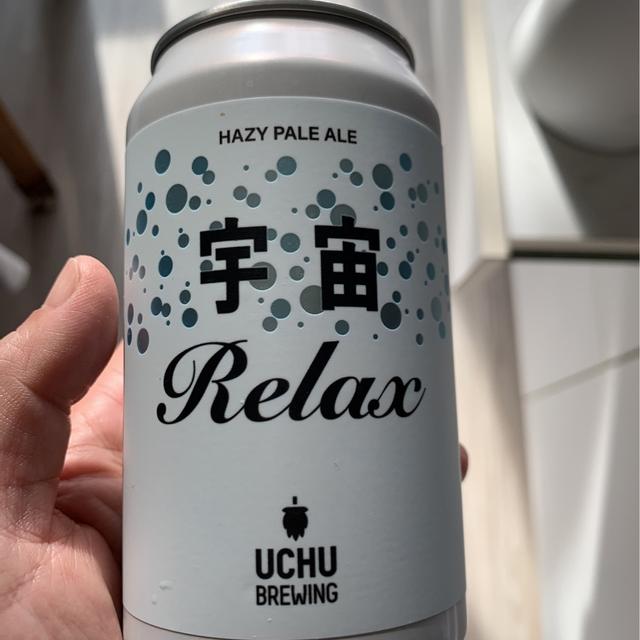 HAZY PALE ALE
宇宙
Relax
UCHU
BREWING